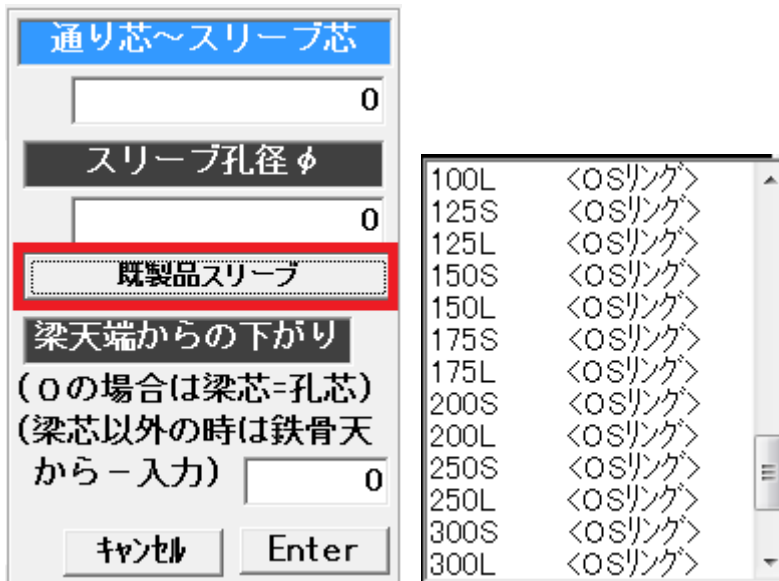 通り芯～スリーブ芯
0
スリーブ孔径φ
0
既製品スリーブ
梁天端からの下がり
(0の場合は梁芯=孔芯)
(梁芯以外の時は鉄骨天
から－入力)
0
ｷｬﾝｾﾙ Enter
100L <OSリング>
125S <OSリング>
125L <OSリング>
150S <OSリング>
150L <OSリング>
175S <OSリング>
175L <OSリング>
200S <OSリング>
200L <OSリング>
250S <OSリング>
250L <OSリング>
300S <OSリング>
300L <OSリング>